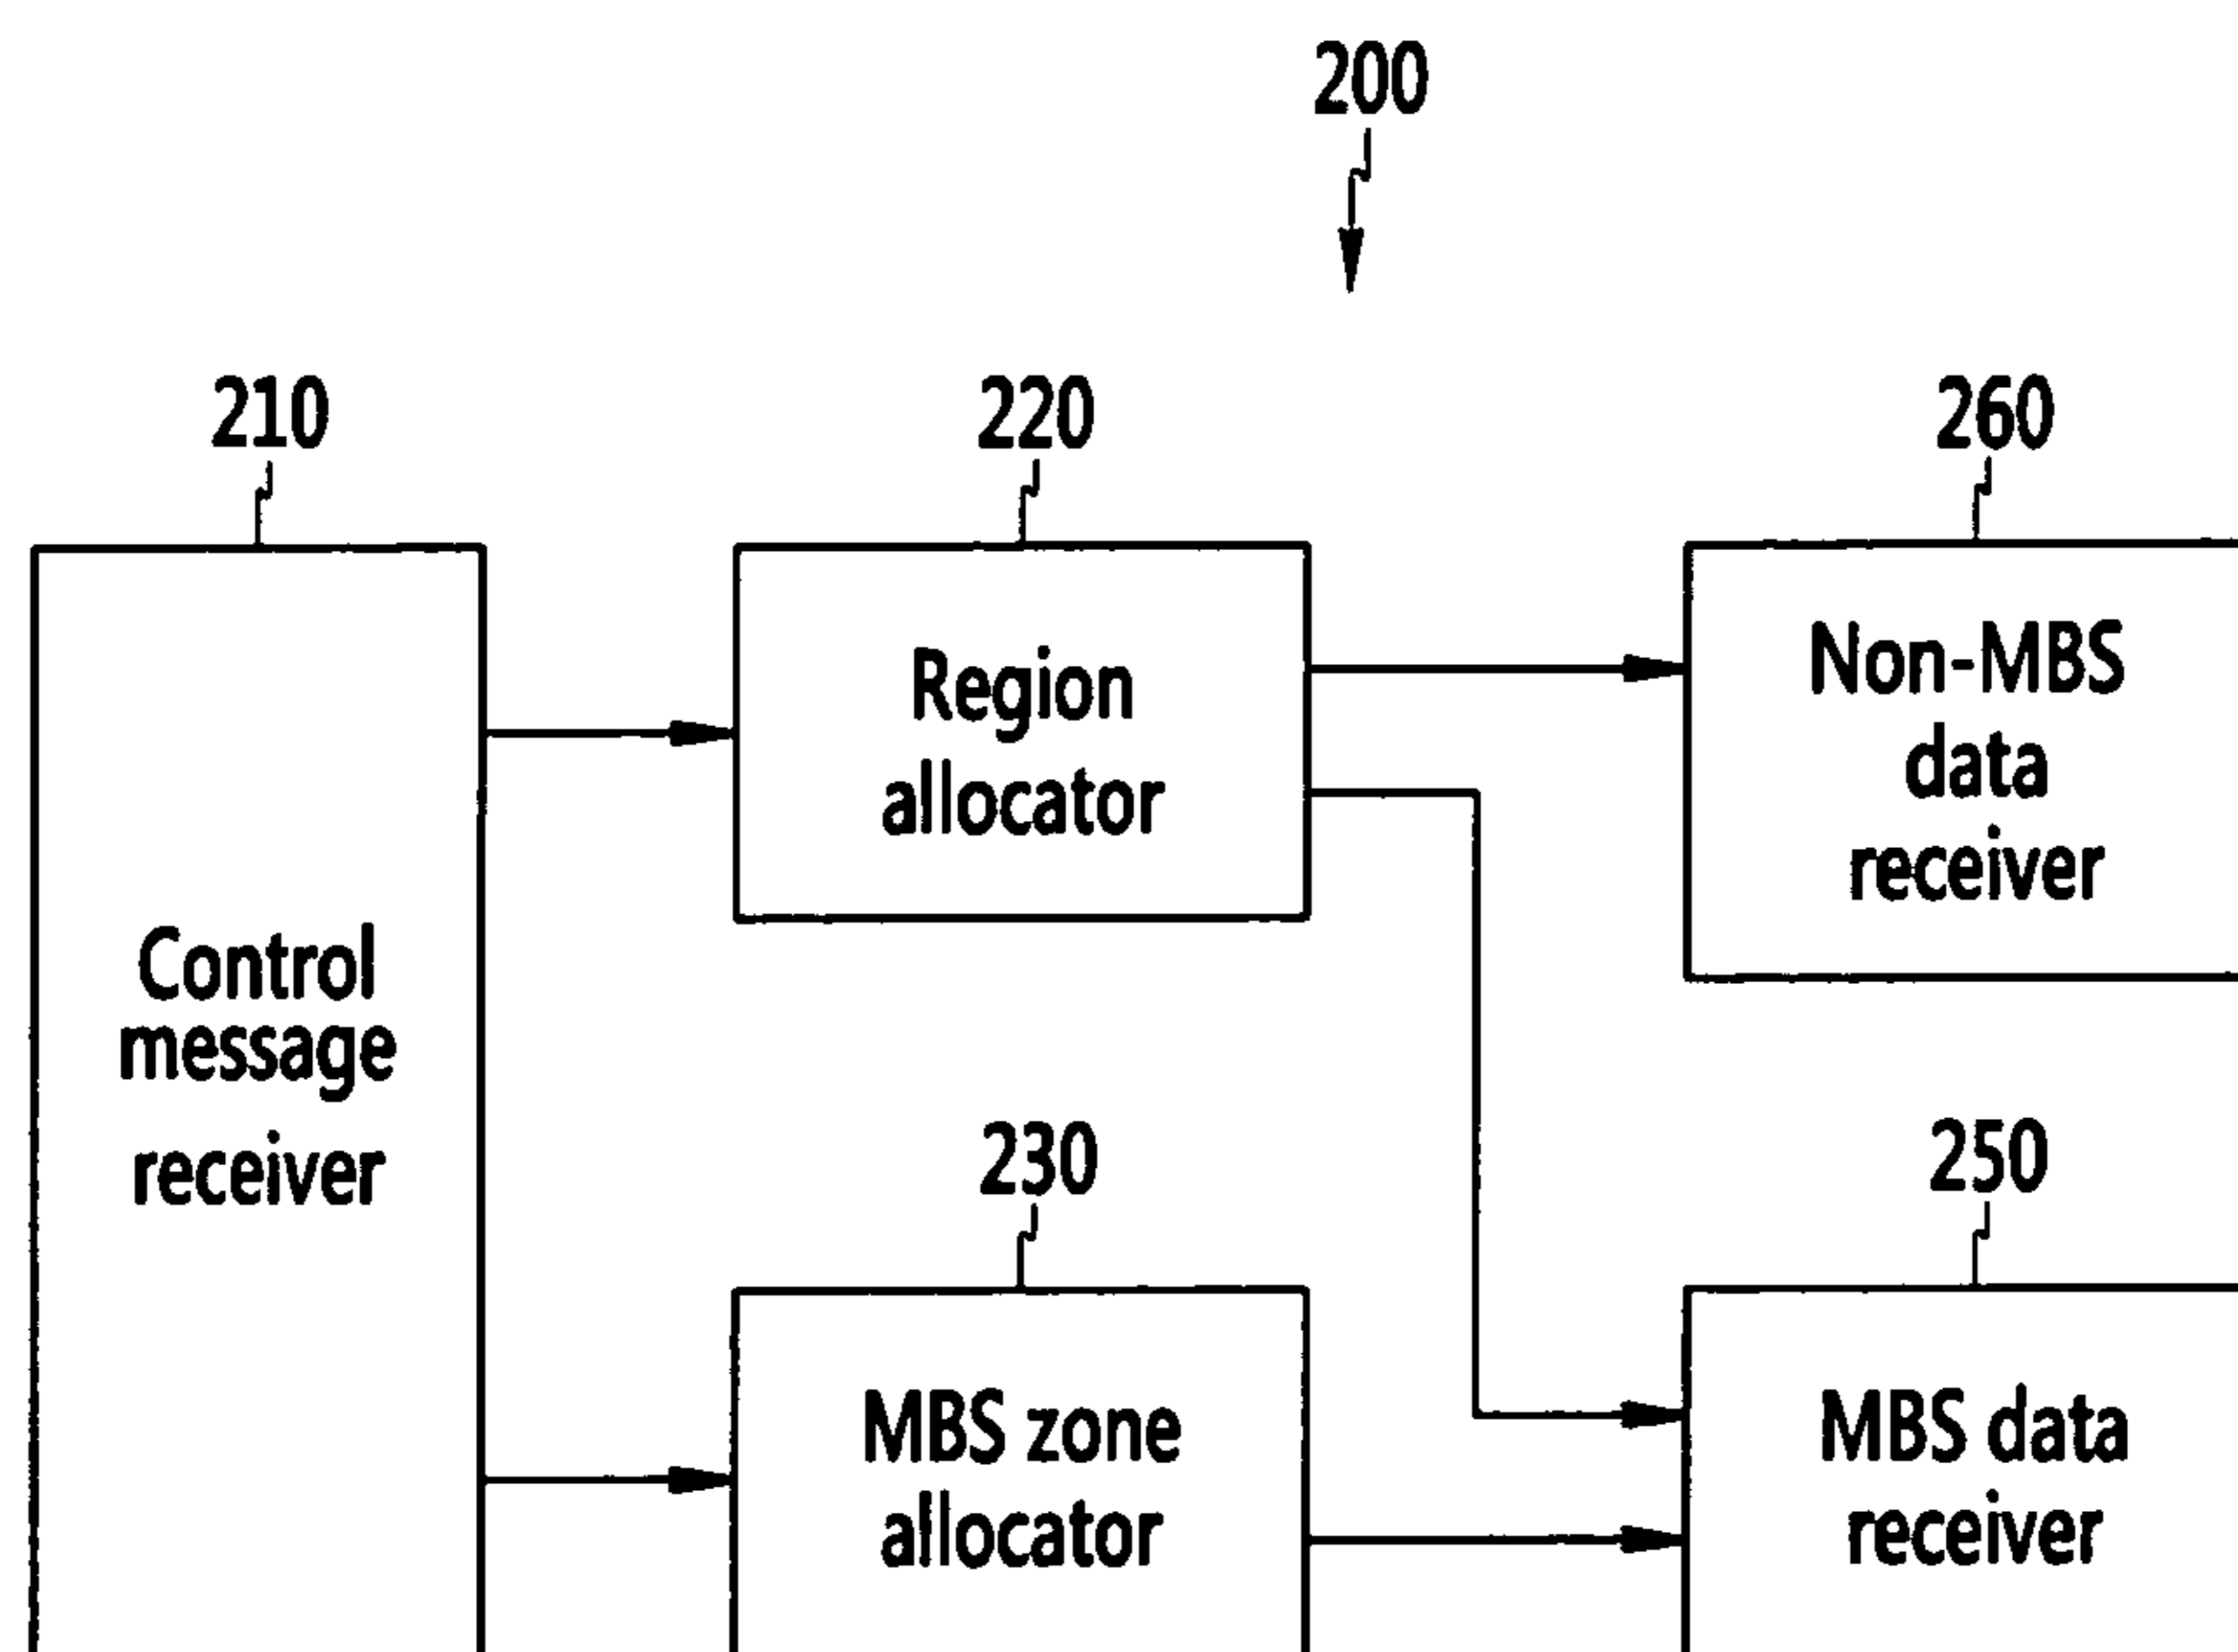 200
210
220
260
Region
allocator
Non-MBS
data
receiver
Control
message
receiver
230
250
MBS zone
allocator
MBS data
receiver